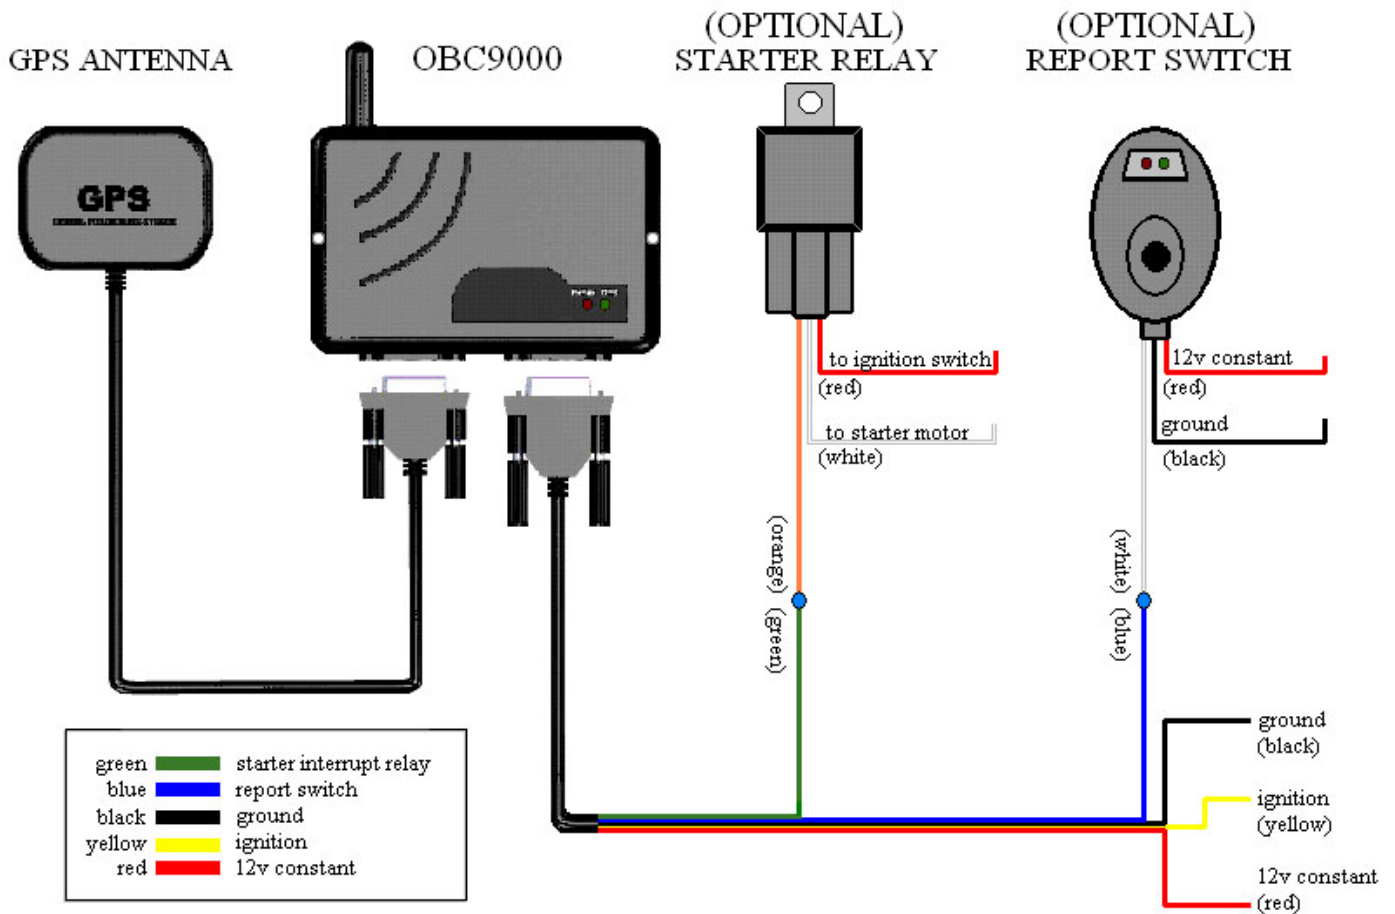 GPS ANTENNA
OBC9000
(OPTIONAL)
STARTER RELAY
(OPTIONAL)
REPORT SWITCH
GPS
to ignition switch
(red)
to starter motor
(white)
12v constant
(red)
ground
(black)
(orange)
(green)
(white)
(blue)
ground
(black)
ignition
(yellow)
12v constant
(red)
green starter interrupt relay
blue report switch
black ground
yellow ignition
red 12v constant